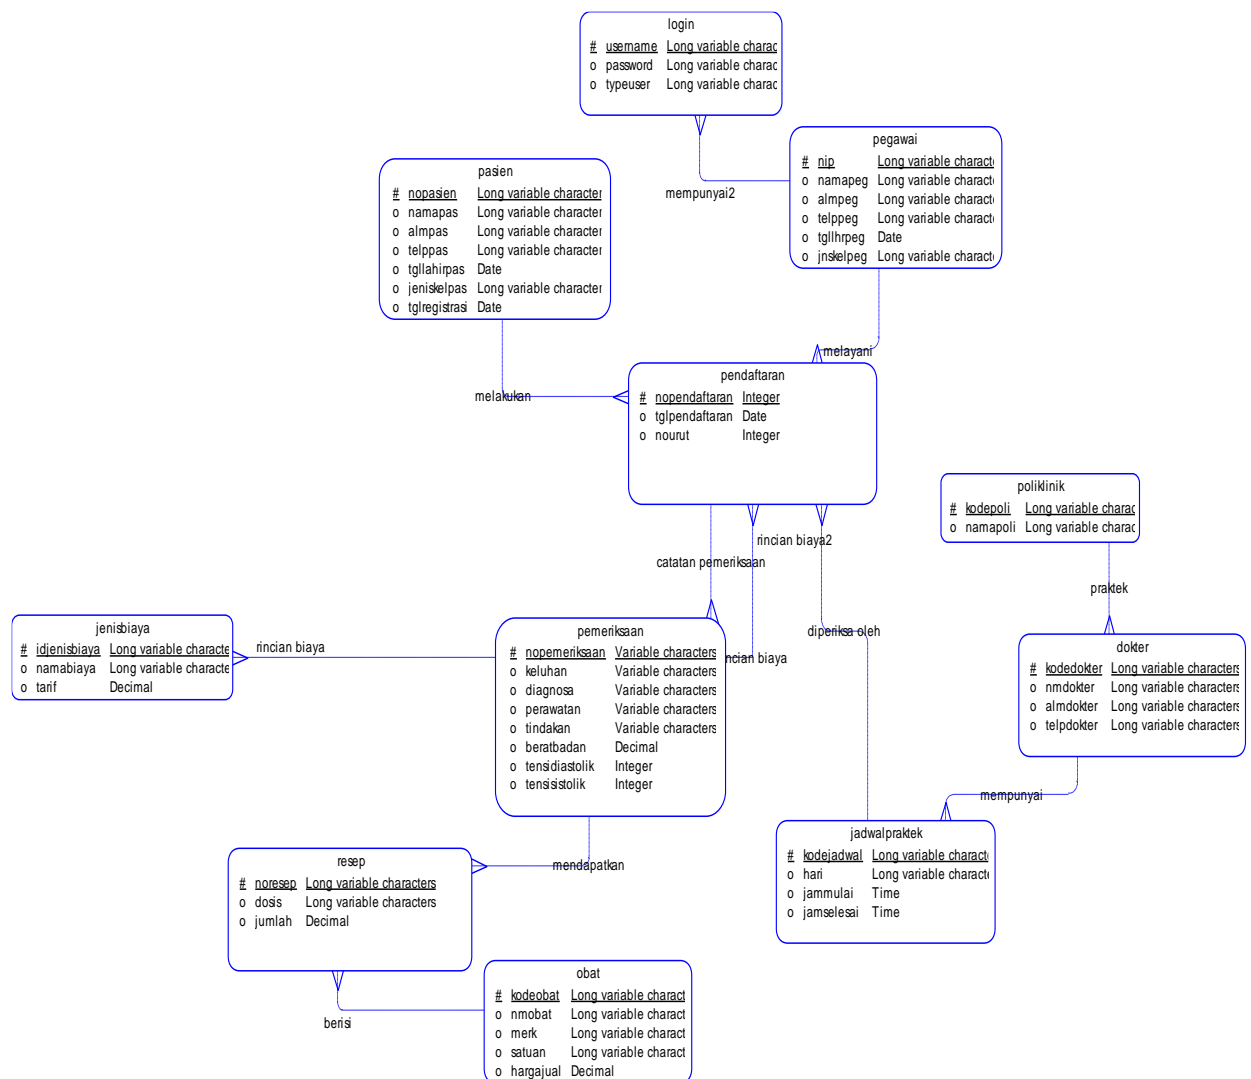 login
# username Long variable charac
o password Long variable charac
o typeuser Long variable charac
mempunyai2
pegawai
# nip Long variable characte
o namapeg Long variable characte
o almpeg Long variable characte
o telppeg Long variable characte
o tgllhrpeg Date
o jnskelpeg Long variable characte
pasien
# nopasien Long variable character
o namapas Long variable character
o almpas Long variable character
o telppas Long variable character
o tgllahirpas Date
o jeniskelpas Long variable character
o tglregistrasi Date
melayani
melakukan
pendaftaran
# nopendaftaran Integer
o tglpendaftaran Date
o nourut Integer
poliklinik
# kodepoli Long variable charac
o namapoli Long variable charac
rincian biaya2
catatan pemeriksaan
praktek
jenisbiaya
# idjenisbiaya Long variable characte
o namabiaya Long variable characte
o tarif Decimal
rincian biaya
pemeriksaan
# nopemeriksaan Variable characters
o keluhan Variable characters
o diagnosa Variable characters
o perawatan Variable characters
o tindakan Variable characters
o beratbadan Decimal
o tensidiastolik Integer
o tensisistolik Integer
ncian biaya
diperiksa oleh
dokter
# kodedokter Long variable characters
o nmdokter Long variable characters
o almdokter Long variable characters
o telpdokter Long variable characters
mempunyai
jadwalpraktek
# kodejadwal Long variable characte
o hari Long variable characte
o jammulai Time
o jamselesai Time
mendapatkan
resep
# noresep Long variable characters
o dosis Long variable characters
o jumlah Decimal
berisi
obat
# kodeobat Long variable charact
o nmobat Long variable charact
o merk Long variable charact
o satuan Long variable charact
o hargajual Decimal